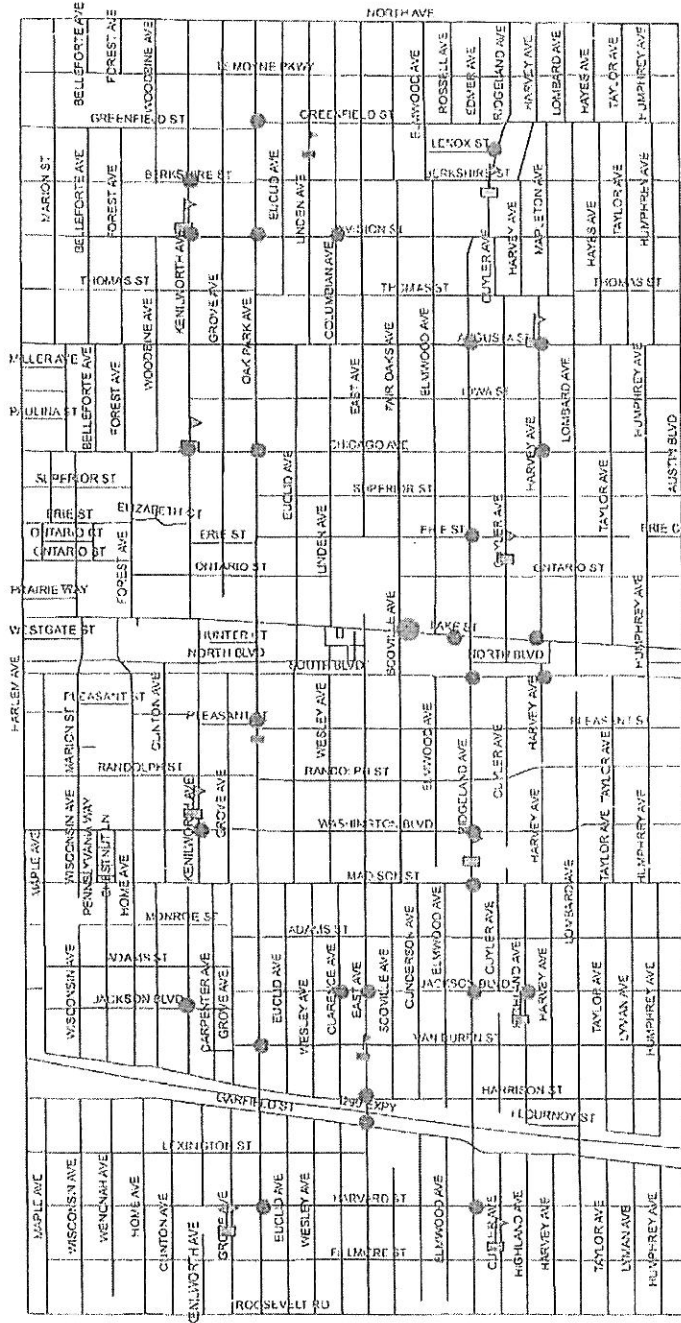 NORTH AVE
BELLEFORTE AVE
FOREST AVE
WOODBINE AVE
LEMOYNE PKWY
ELMWOOD AVE
ROSSELL AVE
EDMER AVE
RIDGELAND AVE
HARVEY AVE
LOMBARD AVE
HAYES AVE
TAYLOR AVE
HUMPHREY AVE
GREENFIELD ST
GREENFIELD ST
LENOX ST
MARION ST
BELLEFORTE AVE
FOREST AVE
BERKSHIRE ST
EUCLID AVE
LINDEN AVE
BERKSHIRE ST
CUYLER AVE
HARVEY AVE
MAPLETON AVE
HAYES AVE
TAYLOR AVE
HUMPHREY AVE
KENILWORTH AVE
COLUMBIAN AVE
THOMAS ST
GROVE AVE
THOMAS ST
THOMAS ST
WOODBINE AVE
OAK PARK AVE
AUGUSTA ST
MILLER AVE
BELLEFORTE AVE
FOREST AVE
EAST AVE
FAIR OAKS AVE
ELMWOOD AVE
IOWA ST
LOMBARD AVE
HUMPHREY AVE
PAULINA ST
CHICAGO AVE
HARVEY AVE
AUSTIN BLVD
SUPERIOR ST
EUCLID AVE
SUPERIOR ST
TAYLOR AVE
ERIE ST
ELIZABETH CT
ONTARIO CT
ERIE ST
LINDEN AVE
ERIE ST
CUYLER AVE
ONTARIO ST
FOREST AVE
ONTARIO ST
ONTARIO ST
PRAIRIE WAY
SCOVILLE AVE
WESTGATE ST
HUNTER CT
LAKE ST
HUMPHREY AVE
NORTH BLVD
SOUTH BLVD
NORTH BLVD
HARLEM AVE
PLEASANT ST
MARION ST
CLINTON AVE
PLEASANT ST
WESLEY AVE
ELMWOOD AVE
HARVEY AVE
PLEASANT ST
RANDOLPH ST
RANDOLPH ST
RIDGELAND AVE
CUYLER AVE
TAYLOR AVE
MAPLE AVE
WISCONSIN AVE
PENNSYLVANIA WAY
CHESTNUT LN
HOME AVE
KENILWORTH AVE
GROVE AVE
WASHINGTON BLVD
HARVEY AVE
TAYLOR AVE
HUMPHREY AVE
MADISON ST
MONROE ST
ADAMS ST
ADAMS ST
GUNDERSON AVE
ELMWOOD AVE
CUYLER AVE
LOMBARD AVE
WISCONSIN AVE
JACKSON BLVD
CARPENTER AVE
GROVE AVE
EUCLID AVE
WESLEY AVE
CLARENCE AVE
EAST AVE
SCOVILLE AVE
JACKSON BLVD
HIGHLAND AVE
HARVEY AVE
TAYLOR AVE
LYMAN AVE
HUMPHREY AVE
VAN BUREN ST
HARRISON ST
GARFIELD ST
I290 EXPY
FLOURNOY ST
LEXINGTON ST
MAPLE AVE
WISCONSIN AVE
WENONAH AVE
HOME AVE
CLINTON AVE
KENILWORTH AVE
GROVE AVE
EUCLID AVE
WESLEY AVE
HARVARD ST
ELMWOOD AVE
CUYLER AVE
HIGHLAND AVE
HARVEY AVE
TAYLOR AVE
LYMAN AVE
HUMPHREY AVE
FILLMORE ST
ROOSEVELT RD